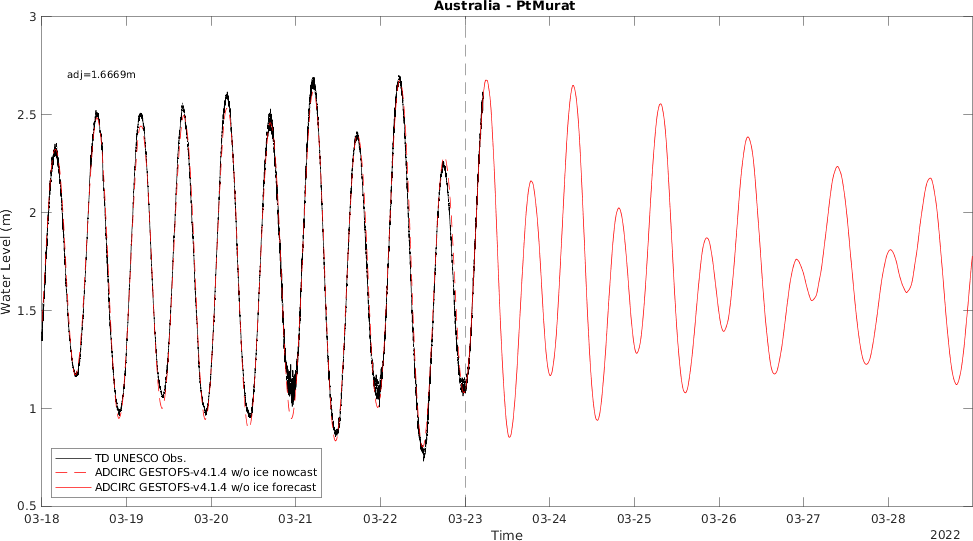 Australia - PtMurat
adj=1.6669m
3
2.5
2
1.5
1
0.5
Water Level (m)
TD UNESCO Obs.
ADCIRC GESTOFS-v4.1.4 w/o ice nowcast
ADCIRC GESTOFS-v4.1.4 w/o ice forecast
03-18 03-19 03-20 03-21 03-22 03-23 03-24 03-25 03-26 03-27 03-28
Time
2022